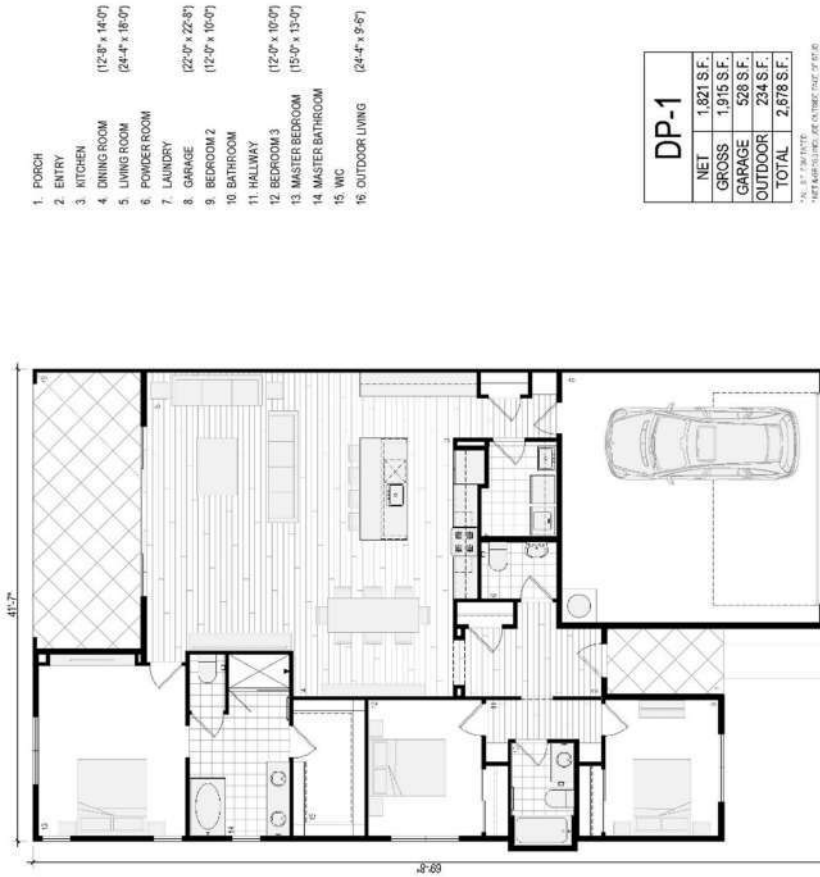 1. PORCH
2. ENTRY
3. KITCHEN
4. DINING ROOM (12'-8" x 14'-0")
5. LIVING ROOM (24'-4" x 16'-0")
6. POWDER ROOM
7. LAUNDRY
8. GARAGE (22'-0" x 22'-8")
9. BEDROOM 2 (12'-0" x 10'-0")
10. BATHROOM
11. HALLWAY
12. BEDROOM 3 (12'-0" x 10'-0")
13. MASTER BEDROOM (15'-0" x 13'-0")
14. MASTER BATHROOM
15. WIC
16. OUTDOOR LIVING (24'-4" x 9'-6")
DP-1
NET 1,821 S.F.
GROSS 1,915 S.F.
GARAGE 528 S.F.
OUTDOOR 234 S.F.
TOTAL 2,678 S.F.
41'-7"
69'-8"
13
14
15